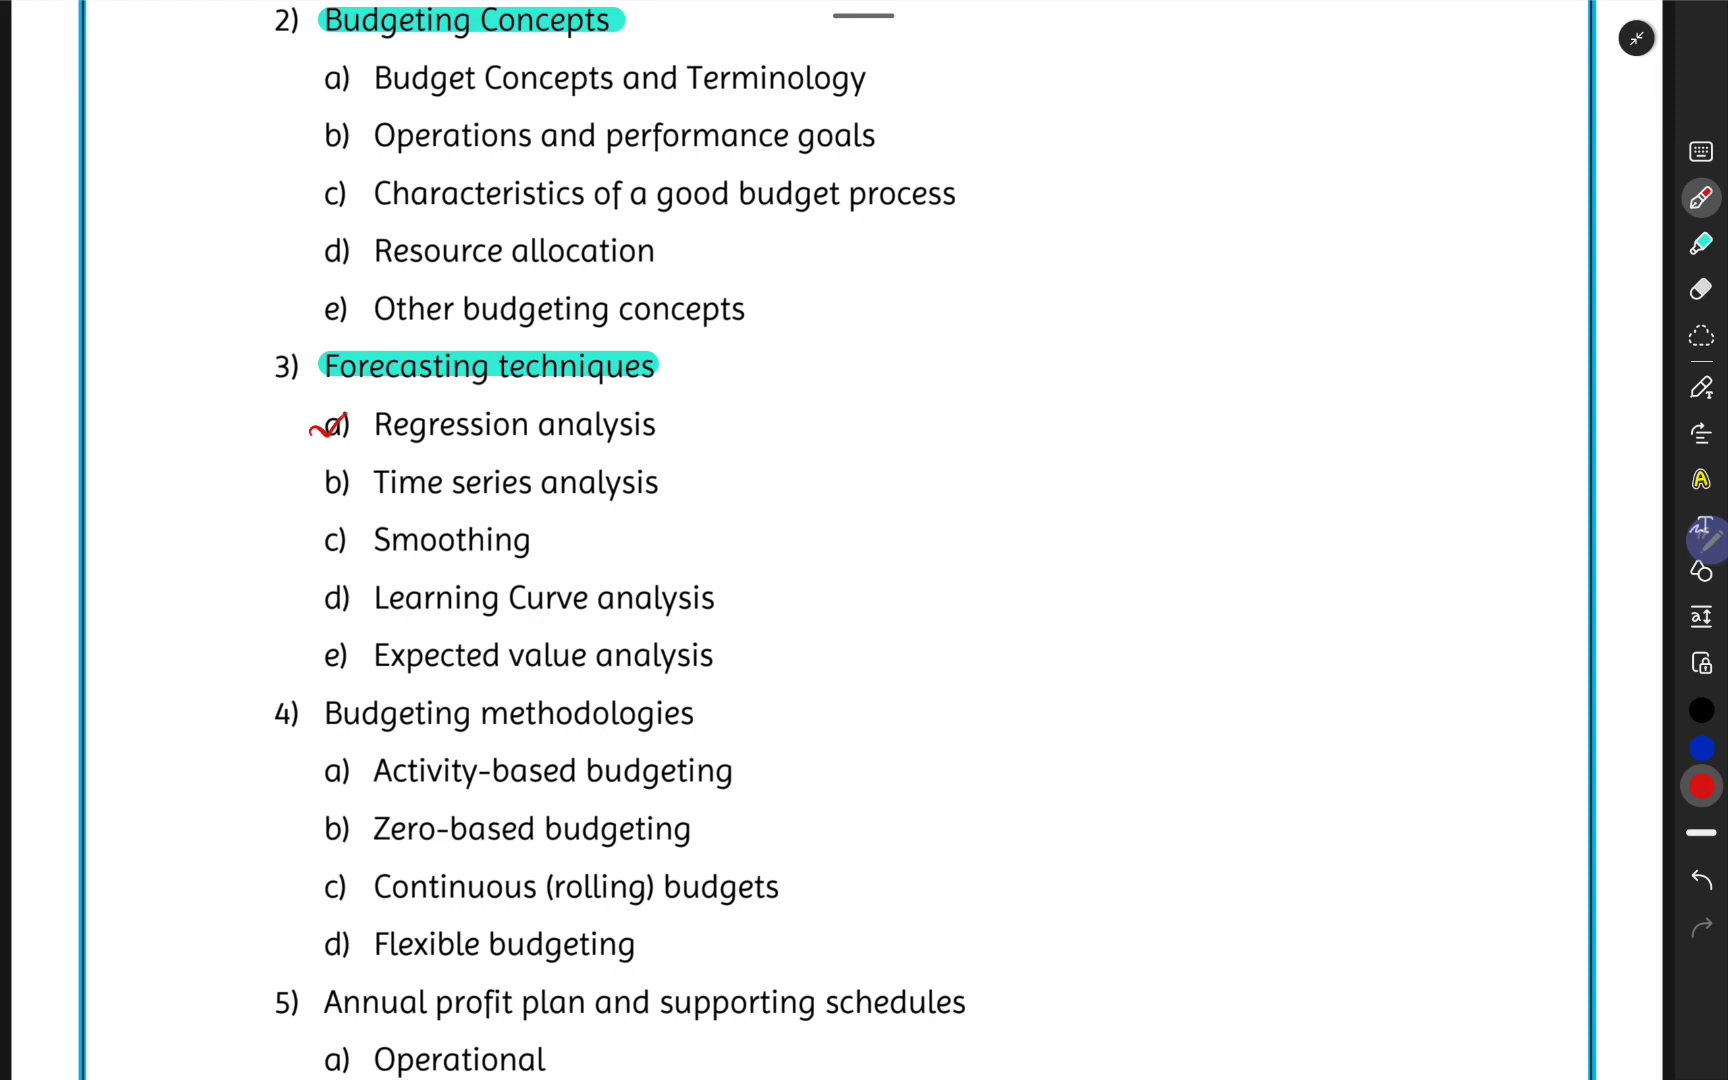 2) Budgeting Concepts
a) Budget Concepts and Terminology
b) Operations and performance goals
c) Characteristics of a good budget process
d) Resource allocation
e) Other budgeting concepts
3) Forecasting techniques
a) Regression analysis
b) Time series analysis
c) Smoothing
d) Learning Curve analysis
e) Expected value analysis
4) Budgeting methodologies
a) Activity-based budgeting
b) Zero-based budgeting
c) Continuous (rolling) budgets
d) Flexible budgeting
5) Annual profit plan and supporting schedules
a) Operational